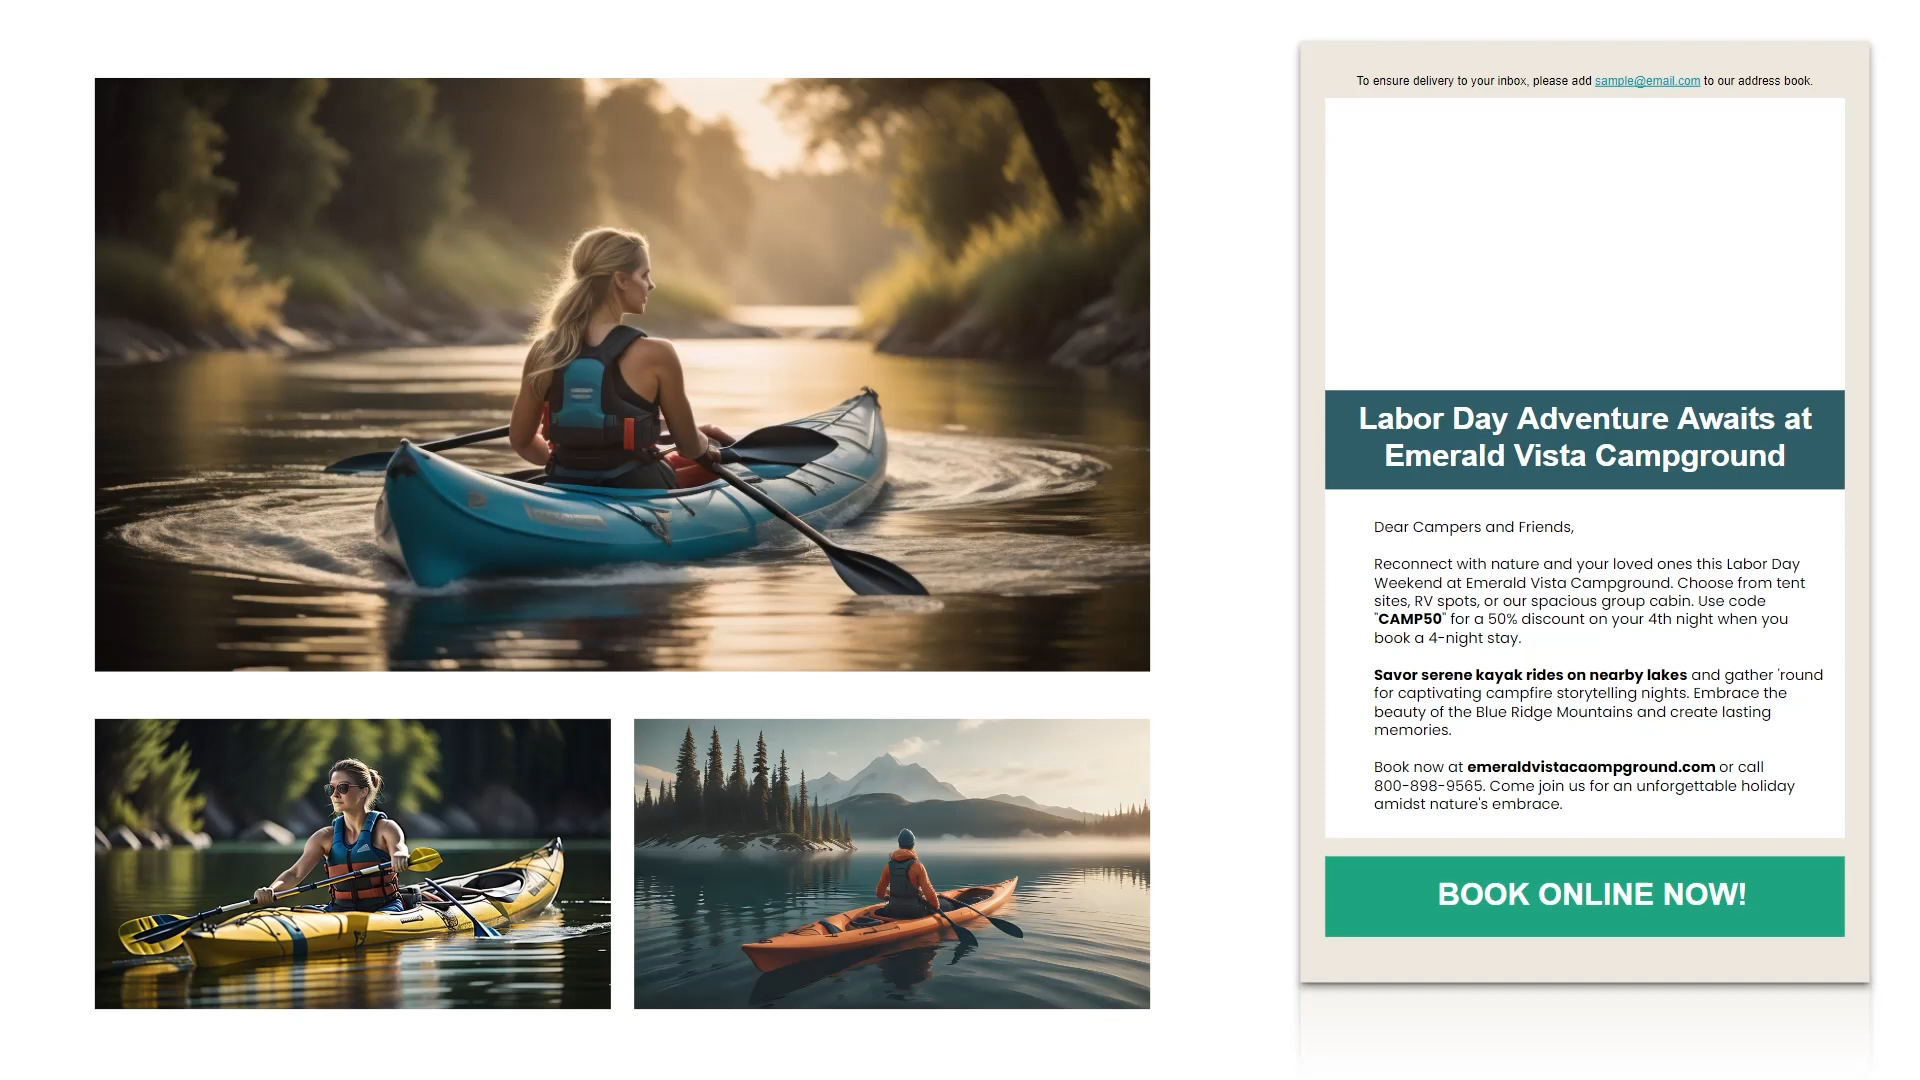 To ensure delivery to your inbox, please add sample@email.com to our address book.
Labor Day Adventure Awaits at
Emerald Vista Campground
Dear Campers and Friends,
Reconnect with nature and your loved ones this Labor Day
Weekend at Emerald Vista Campground. Choose from tent
sites, RV spots, or our spacious group cabin. Use code
"CAMP50" for a 50% discount on your 4th night when you
book a 4-night stay.
Savor serene kayak rides on nearby lakes and gather 'round
for captivating campfire storytelling nights. Embrace the
beauty of the Blue Ridge Mountains and create lasting
memories.
Book now at emeraldvistacaompground.com or call
800-898-9565. Come join us for an unforgettable holiday
amidst nature's embrace.
BOOK ONLINE NOW!